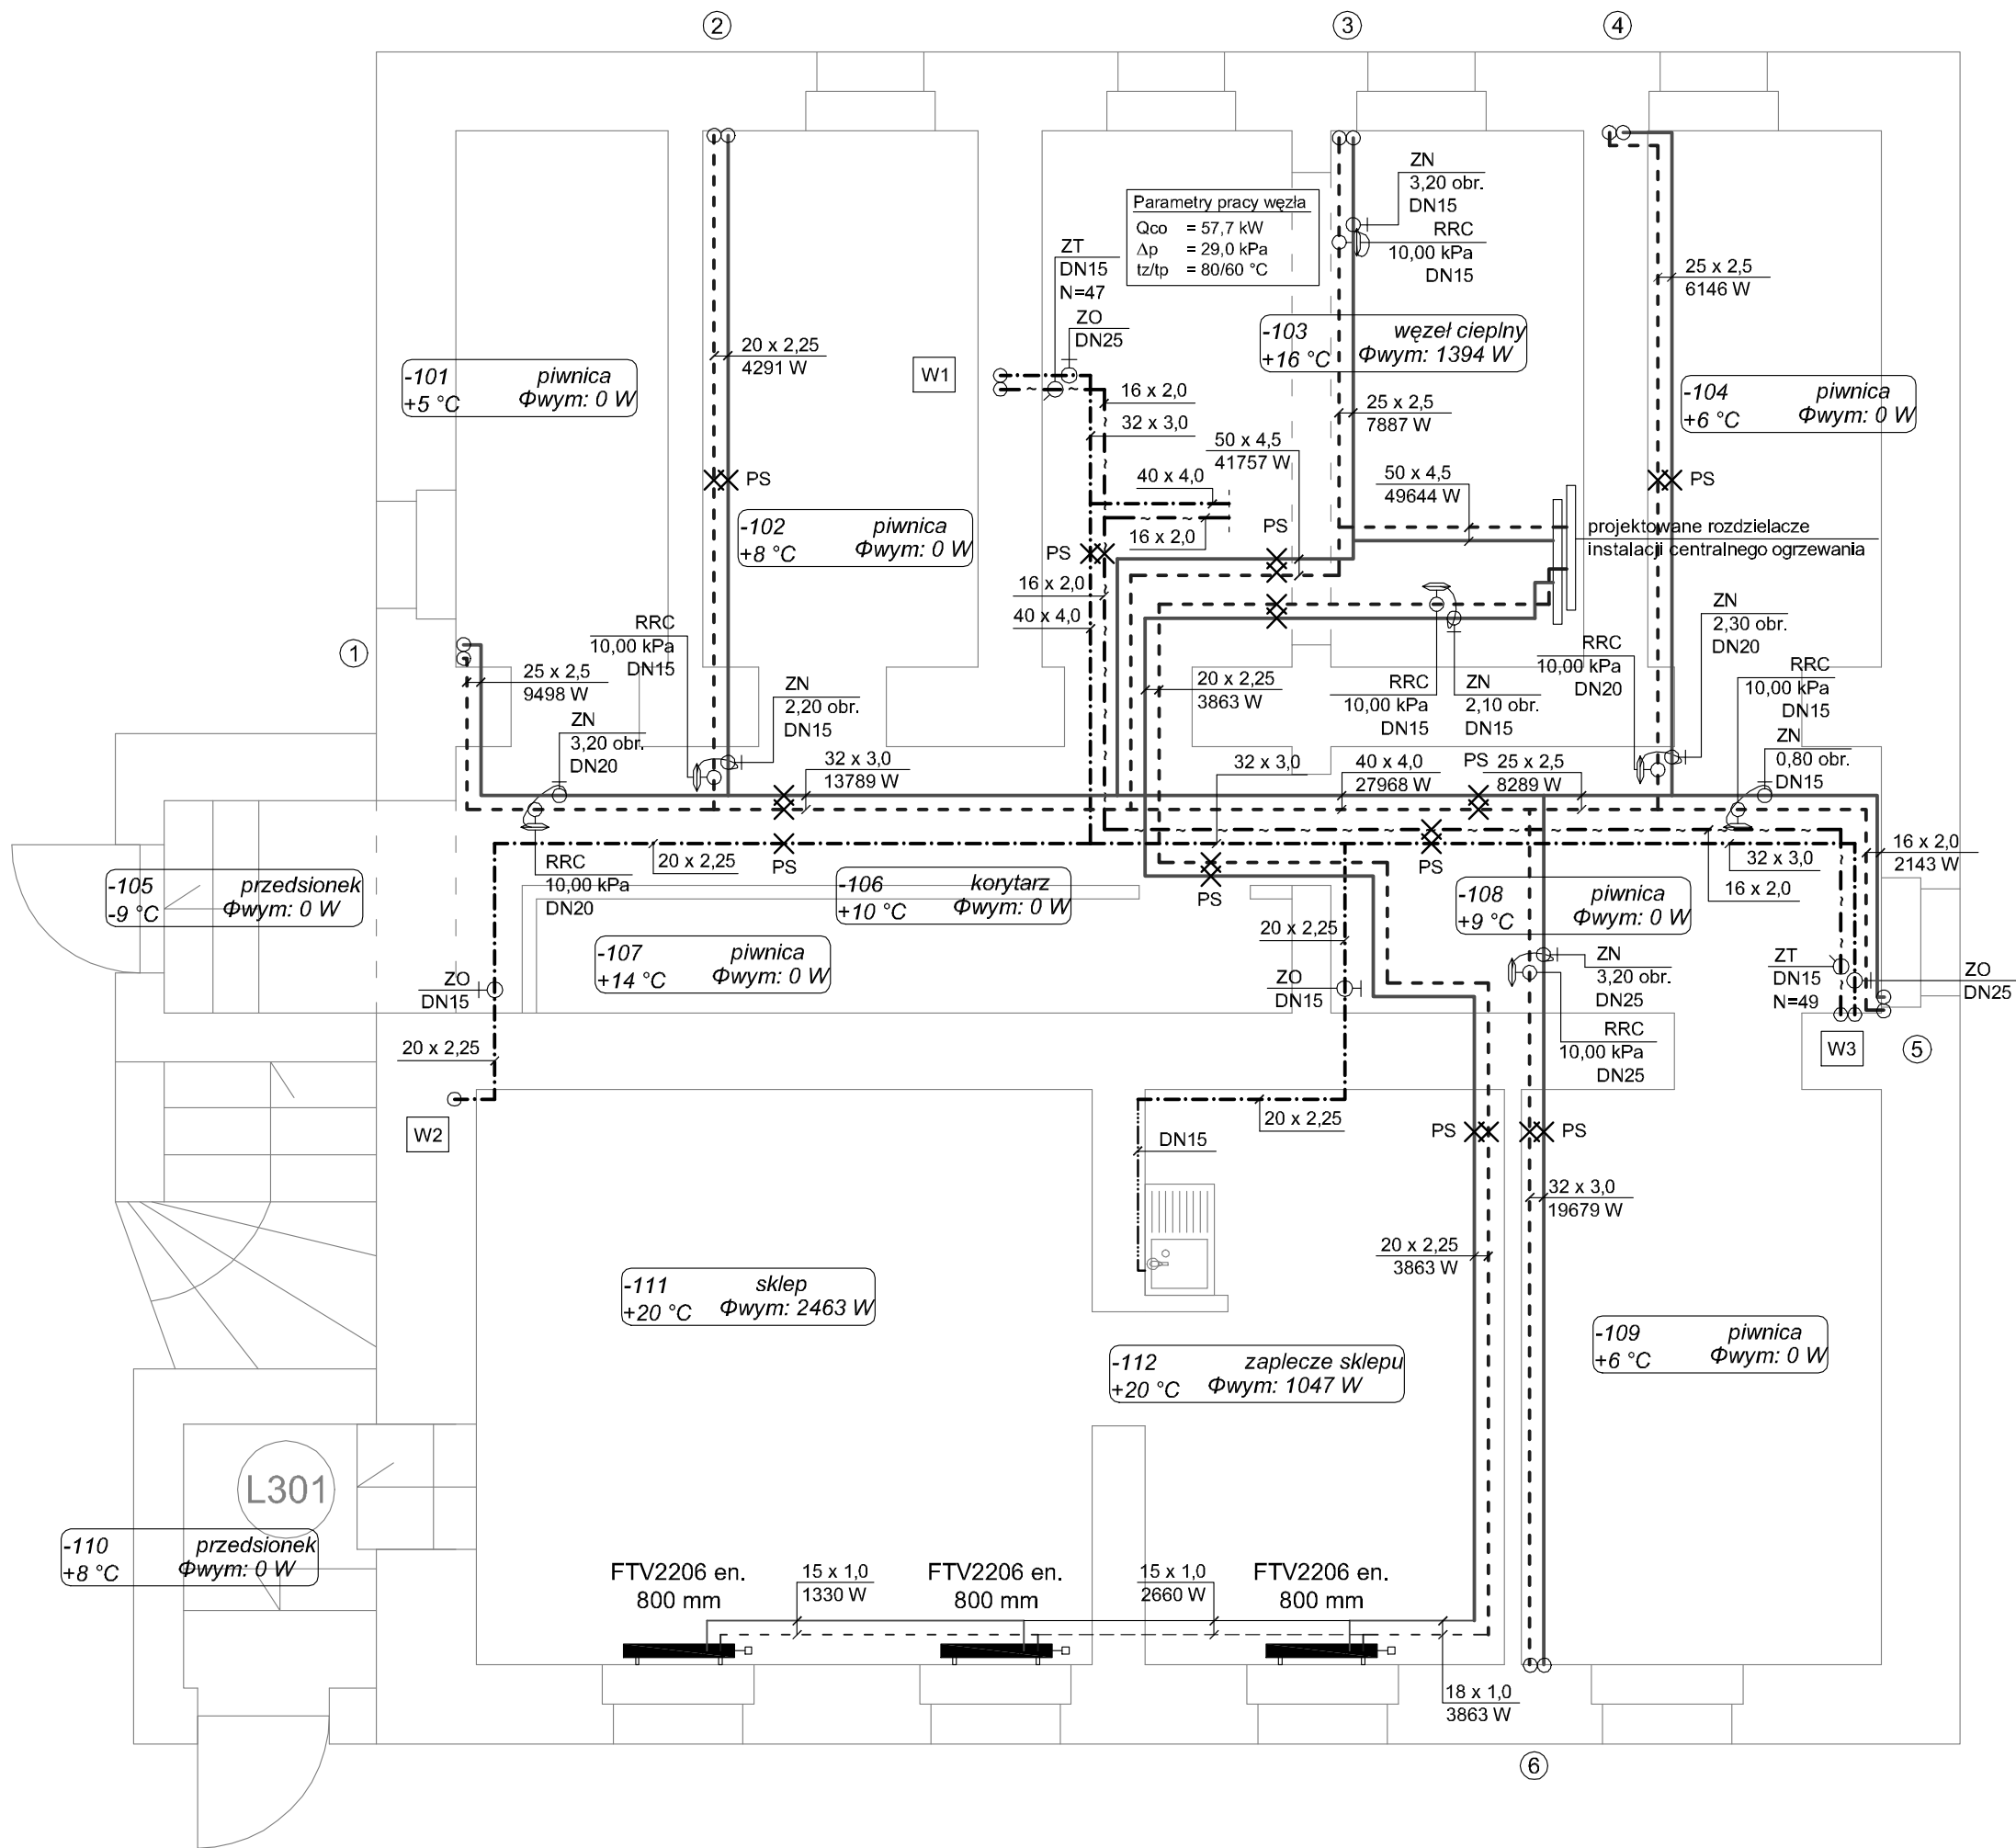 2
3
4
ZN
3,20 obr.
DN15
RRC
10,00 kPa
DN15
Parametry pracy węzła
Qco = 57,7 kW
Δp = 29,0 kPa
tz/tp = 80/60 °C
ZT
DN15
N=47
ZO
DN25
25 x 2,5
6146 W
20 x 2,25
4291 W
-101 piwnica
+5 °C Φwym: 0 W
W1
-103 węzeł cieplny
+16 °C Φwym: 1394 W
-104 piwnica
+6 °C Φwym: 0 W
16 x 2,0
32 x 3,0
25 x 2,5
7887 W
50 x 4,5
41757 W
40 x 4,0
50 x 4,5
49644 W
PS
PS
-102 piwnica
+8 °C Φwym: 0 W
16 x 2,0
PS
PS
projektowane rozdzielacze
instalacji centralnego ogrzewania
16 x 2,0
40 x 4,0
1
RRC
10,00 kPa
DN15
25 x 2,5
9498 W
ZN
2,20 obr.
DN15
ZN
3,20 obr.
DN20
20 x 2,25
3863 W
RRC
10,00 kPa
DN15
ZN
2,10 obr.
DN15
RRC
10,00 kPa
DN20
ZN
2,30 obr.
DN20
RRC
10,00 kPa
DN15
ZN
0,80 obr.
DN15
32 x 3,0
13789 W
32 x 3,0
40 x 4,0
27968 W
PS
25 x 2,5
8289 W
RRC
10,00 kPa
DN20
20 x 2,25
PS
PS
PS
32 x 3,0
16 x 2,0
16 x 2,0
2143 W
-105 przedsionek
-9 °C Φwym: 0 W
-106 korytarz
+10 °C Φwym: 0 W
-108 piwnica
+9 °C Φwym: 0 W
-107 piwnica
+14 °C Φwym: 0 W
20 x 2,25
ZO
DN15
ZO
DN15
ZN
3,20 obr.
DN25
RRC
10,00 kPa
DN25
ZT
DN15
N=49
ZO
DN25
W3
5
20 x 2,25
W2
20 x 2,25
DN15
PS
PS
32 x 3,0
19679 W
20 x 2,25
3863 W
-111 sklep
+20 °C Φwym: 2463 W
-112 zaplecze sklepu
+20 °C Φwym: 1047 W
-109 piwnica
+6 °C Φwym: 0 W
L301
-110 przedsionek
+8 °C Φwym: 0 W
FTV2206 en.
800 mm
15 x 1,0
1330 W
FTV2206 en.
800 mm
15 x 1,0
2660 W
FTV2206 en.
800 mm
18 x 1,0
3863 W
6